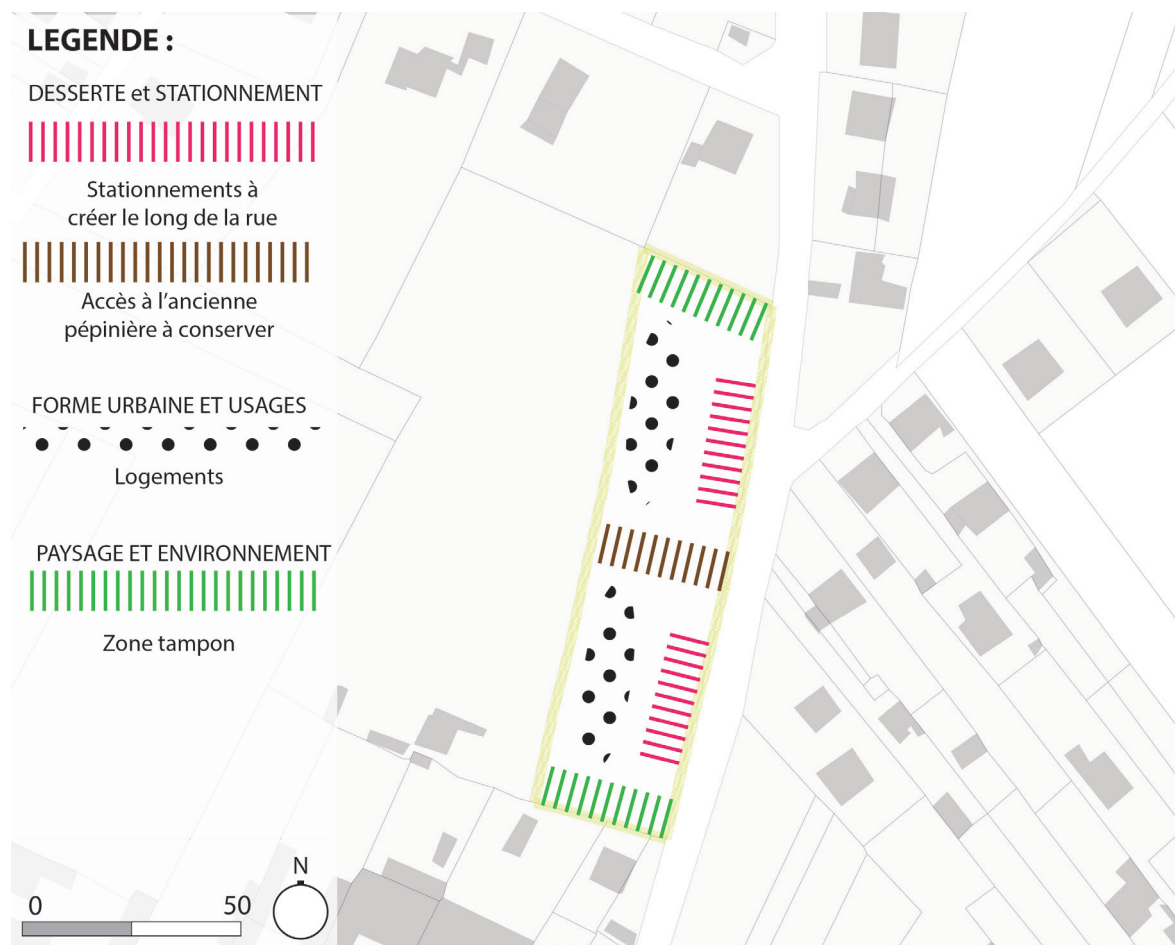 LEGENDE :
DESSERTE et STATIONNEMENT
Stationnements à
créer le long de la rue
Accès à l’ancienne
pépinière à conserver
FORME URBAINE ET USAGES
Logements
PAYSAGE ET ENVIRONNEMENT
Zone tampon
0 50
N